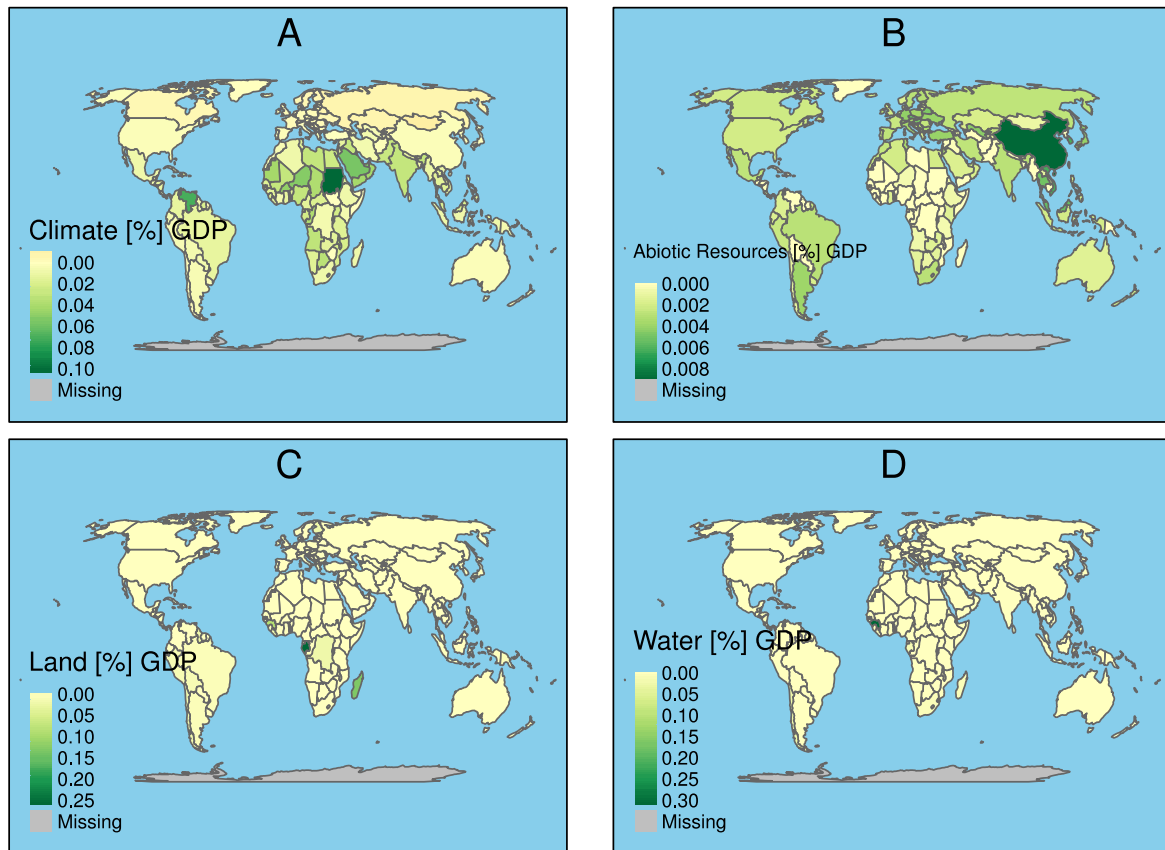 A
Climate [%] GDP
0.00
0.02
0.04
0.06
0.08
0.10
Missing
B
Abiotic Resources [%] GDP
0.000
0.002
0.004
0.006
0.008
Missing
C
Land [%] GDP
0.00
0.05
0.10
0.15
0.20
0.25
Missing
D
Water [%] GDP
0.00
0.05
0.10
0.15
0.20
0.25
0.30
Missing